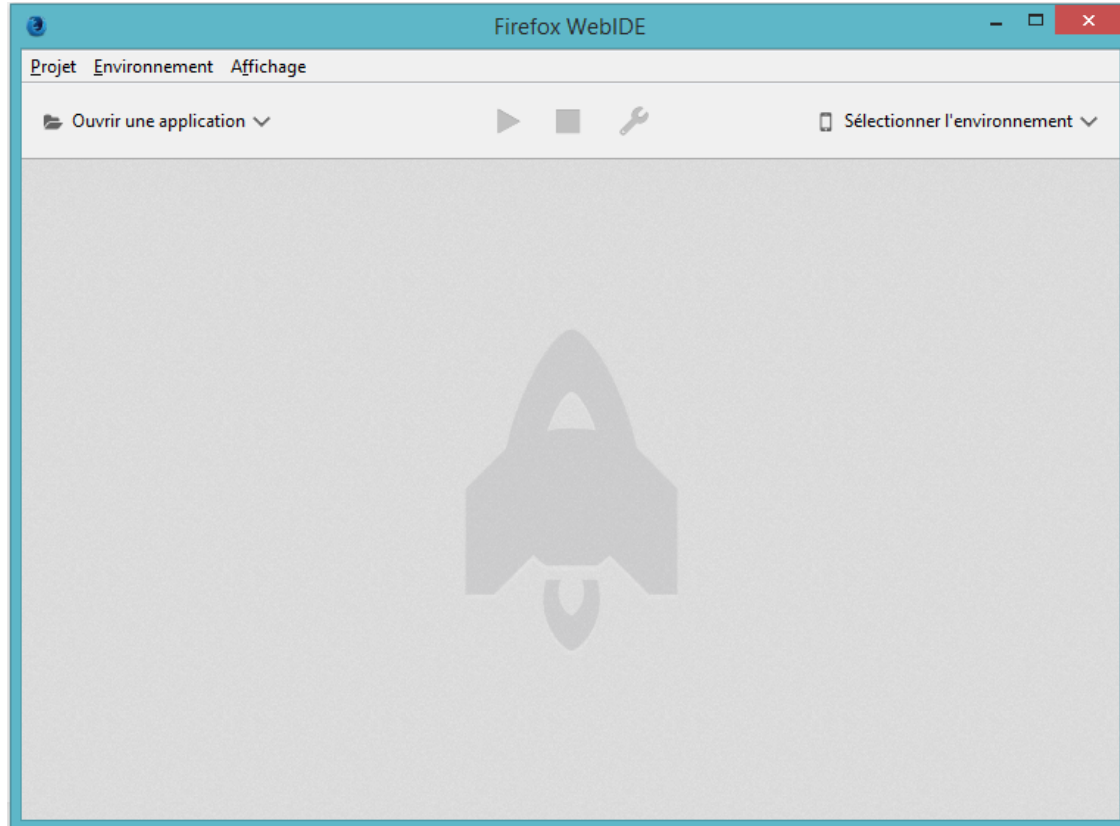 Firefox WebIDE
Projet Environnement Affichage
Ouvrir une application Sélectionner l'environnement